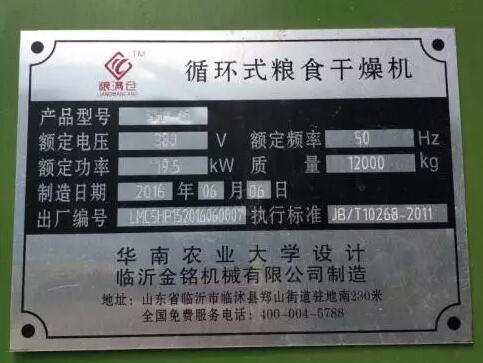 TM
粮满仓
LIANGMANCANG
循环式粮食干燥机
产品型号
额定电压 380 V 额定频率 50 Hz
额定功率 19.5 kW 质量 12000 kg
制造日期 2016 年 06 月 06 日
出厂编号 执行标准 JB/T10268-2011
华南农业大学设计
临沂金铭机械有限公司制造
地址:山东省临沂市临沭县郑山街道驻地南230米
全国免费服务电话:400-004-5788